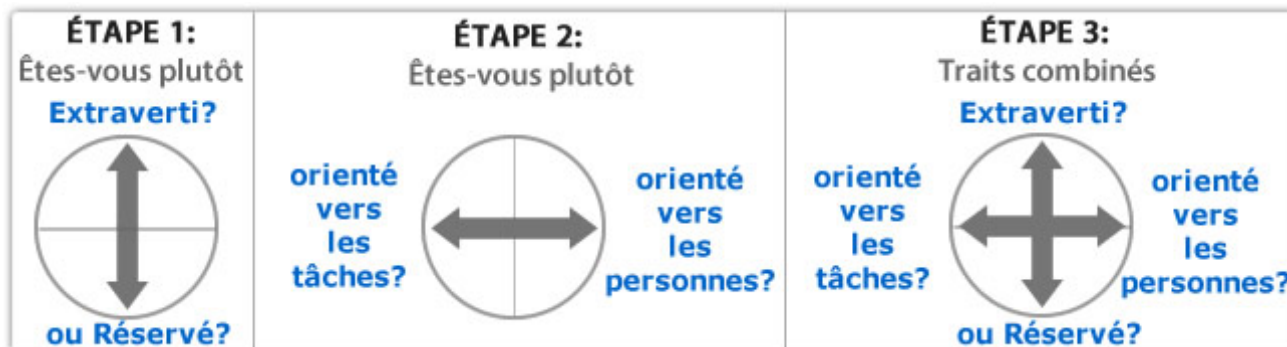 ÉTAPE 1:
Êtes-vous plutôt
Extraverti?
ou Réservé?
ÉTAPE 2:
Êtes-vous plutôt
orienté
vers
les
tâches?
orienté
vers
les
personnes?
ÉTAPE 3:
Traits combinés
Extraverti?
orienté
vers
les
tâches?
orienté
vers
les
personnes?
ou Réservé?